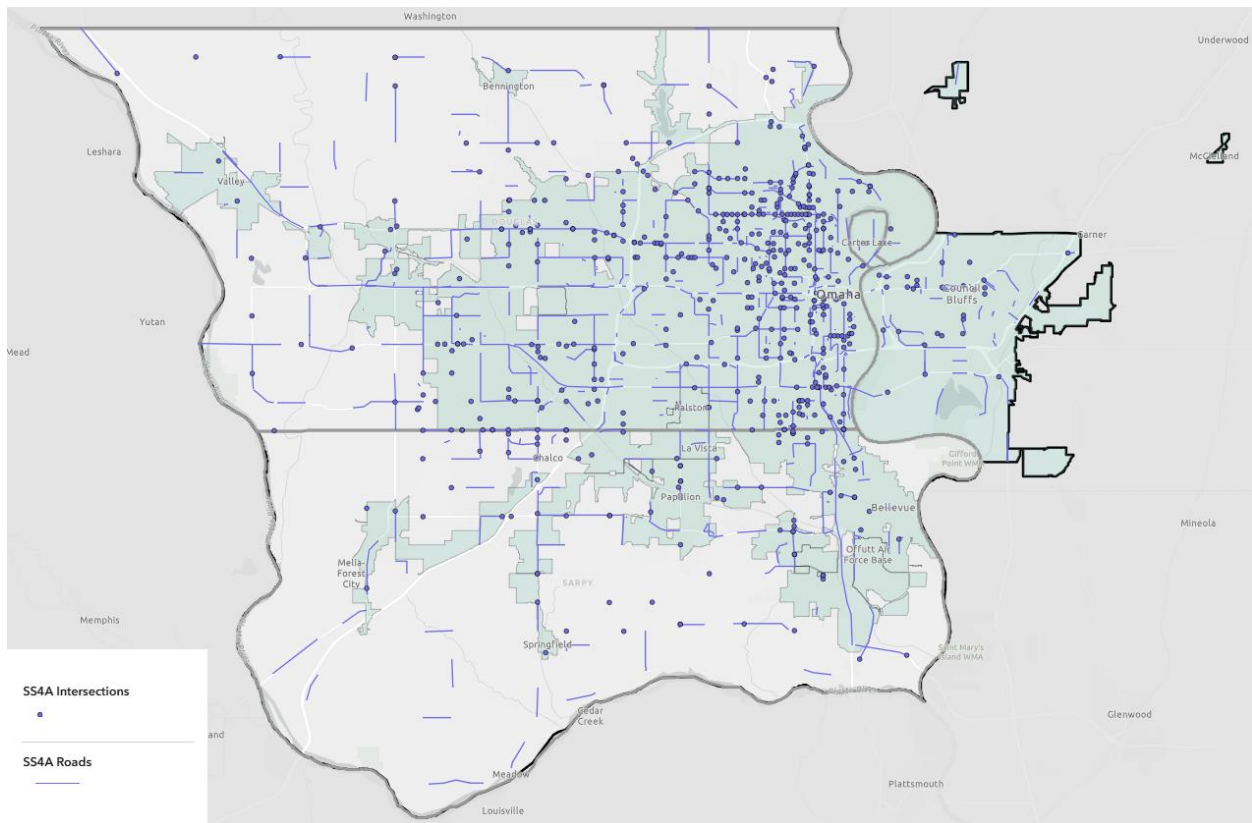 Washington
Underwood
Bennington
Leshara
McClelland
Valley
DOUGLAS
Carter Lake
Garner
Omaha
Council
Bluffs
Yutan
Mead
Ralston
La Vista
Chalco
Gifford
Point WMA
Papillion
Bellevue
Mineola
Offutt Air
Force Base
Melia-
Forest
City
SARPY
Memphis
Springfield
Saint Mary's
Island WMA
SS4A Intersections
Cedar
Creek
Glenwood
and
SS4A Roads
Meadow
Plattsmouth
Louisville